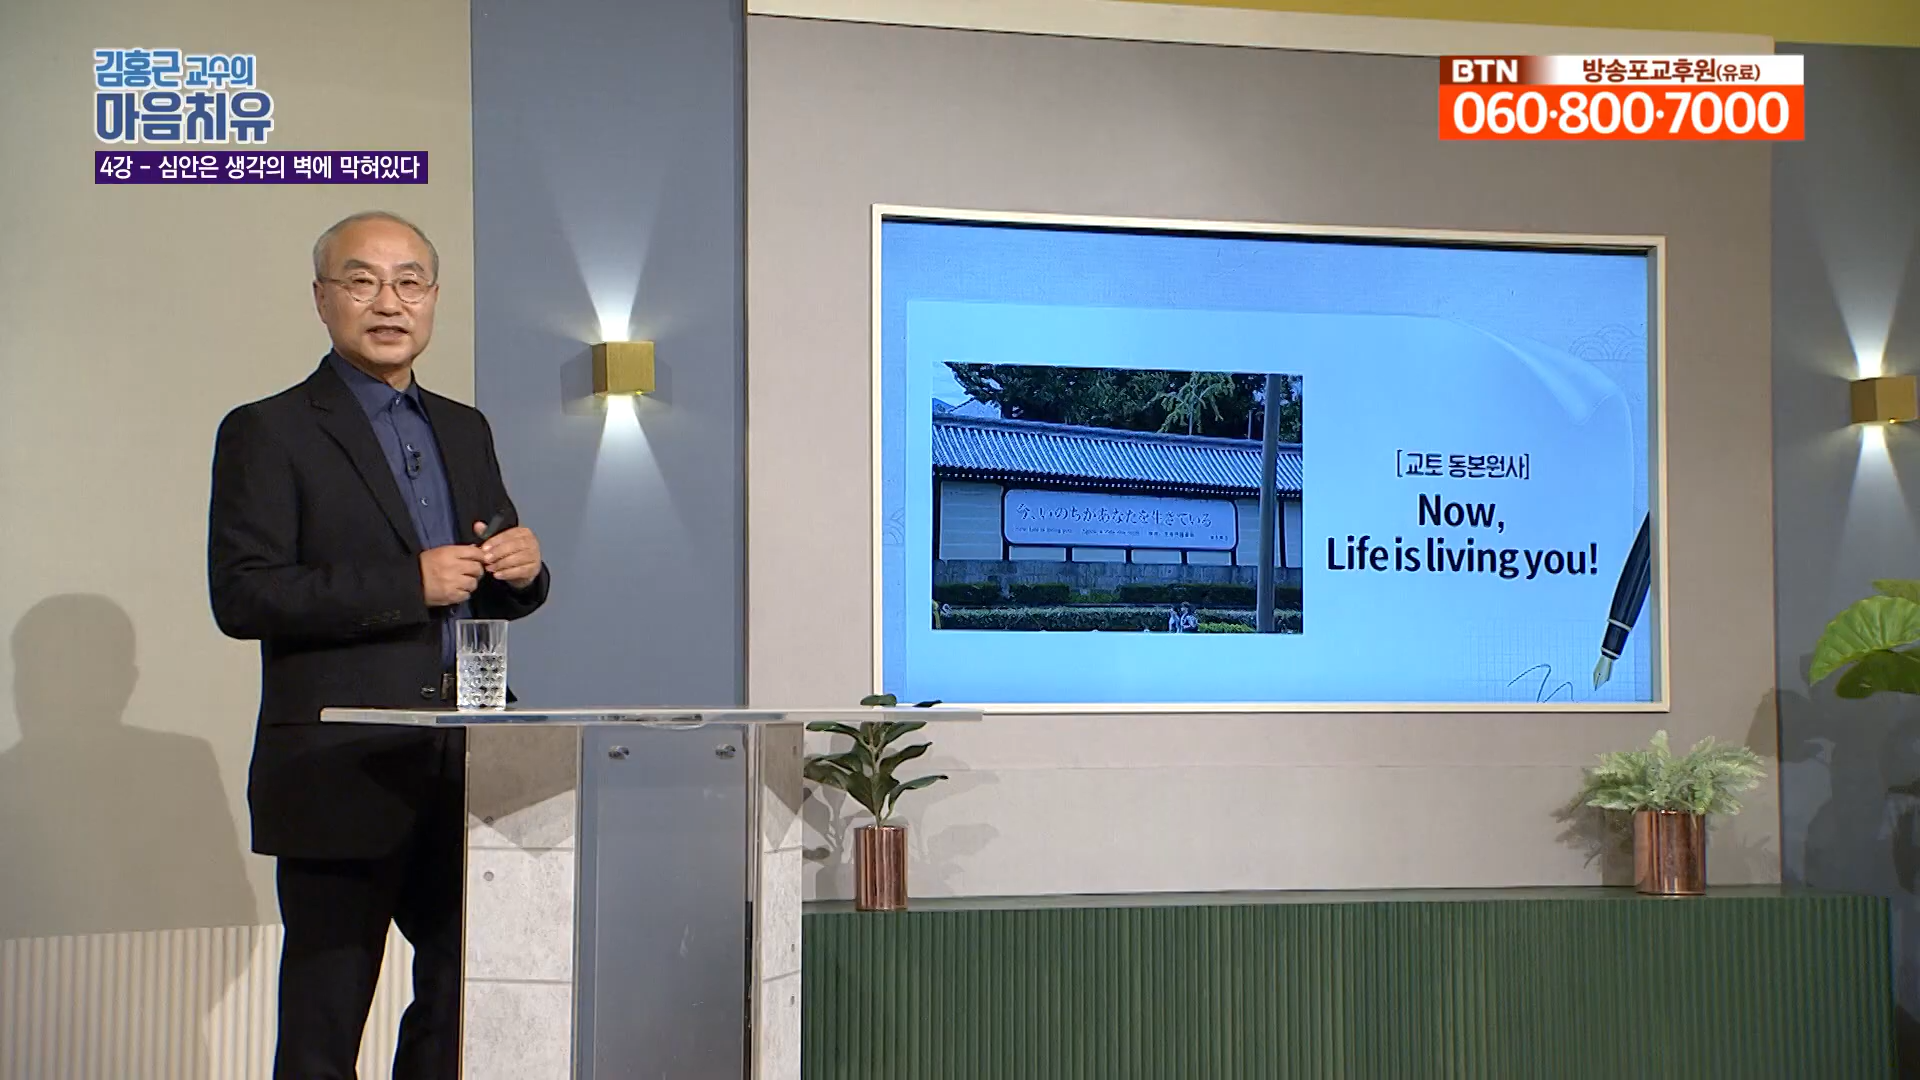 김홍근 교수의
마음치유
4강 - 심안은 생각의 벽에 막혀있다
BTN 방송포교후원(유료)
060·800·7000
[교토 동본원사]
Now,
Life is living you!
今、いのちがあなたを生きている